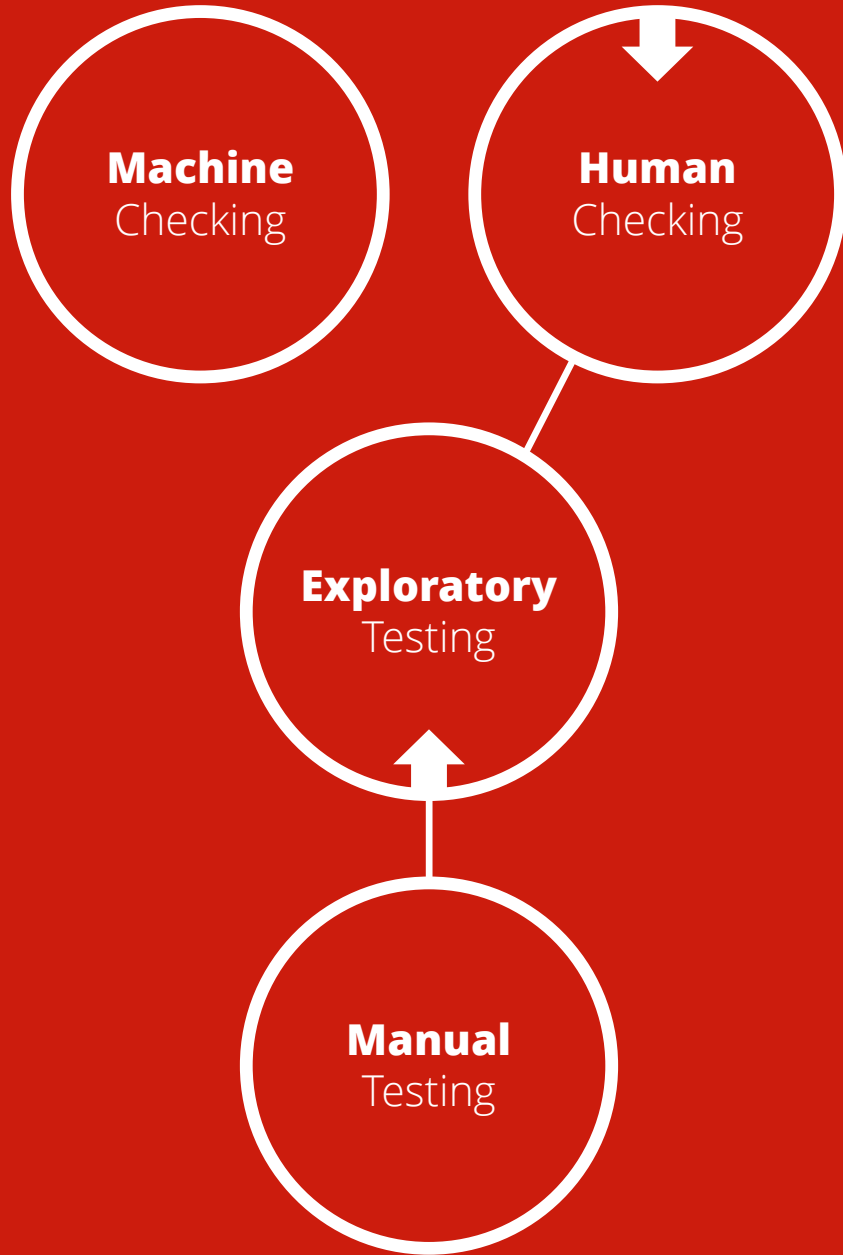 Machine
Checking
Human
Checking
Exploratory
Testing
Manual
Testing